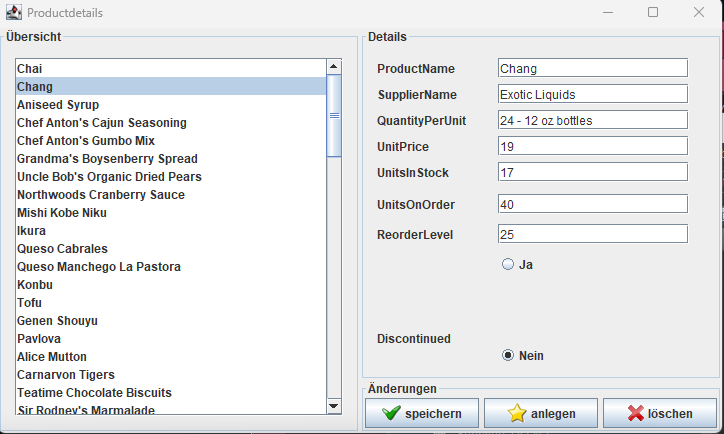 Productdetails
Übersicht
Chai
Chang
Aniseed Syrup
Chef Anton's Cajun Seasoning
Chef Anton's Gumbo Mix
Grandma's Boysenberry Spread
Uncle Bob's Organic Dried Pears
Northwoods Cranberry Sauce
Mishi Kobe Niku
Ikura
Queso Cabrales
Queso Manchego La Pastora
Konbu
Tofu
Genen Shouyu
Pavlova
Alice Mutton
Carnarvon Tigers
Teatime Chocolate Biscuits
Sir Rodney's Marmalade
Details
ProductName Chang
SupplierName Exotic Liquids
QuantityPerUnit 24 - 12 oz bottles
UnitPrice 19
UnitsInStock 17
UnitsOnOrder 40
ReorderLevel 25
Ja
Discontinued
Nein
Änderungen
speichern anlegen löschen